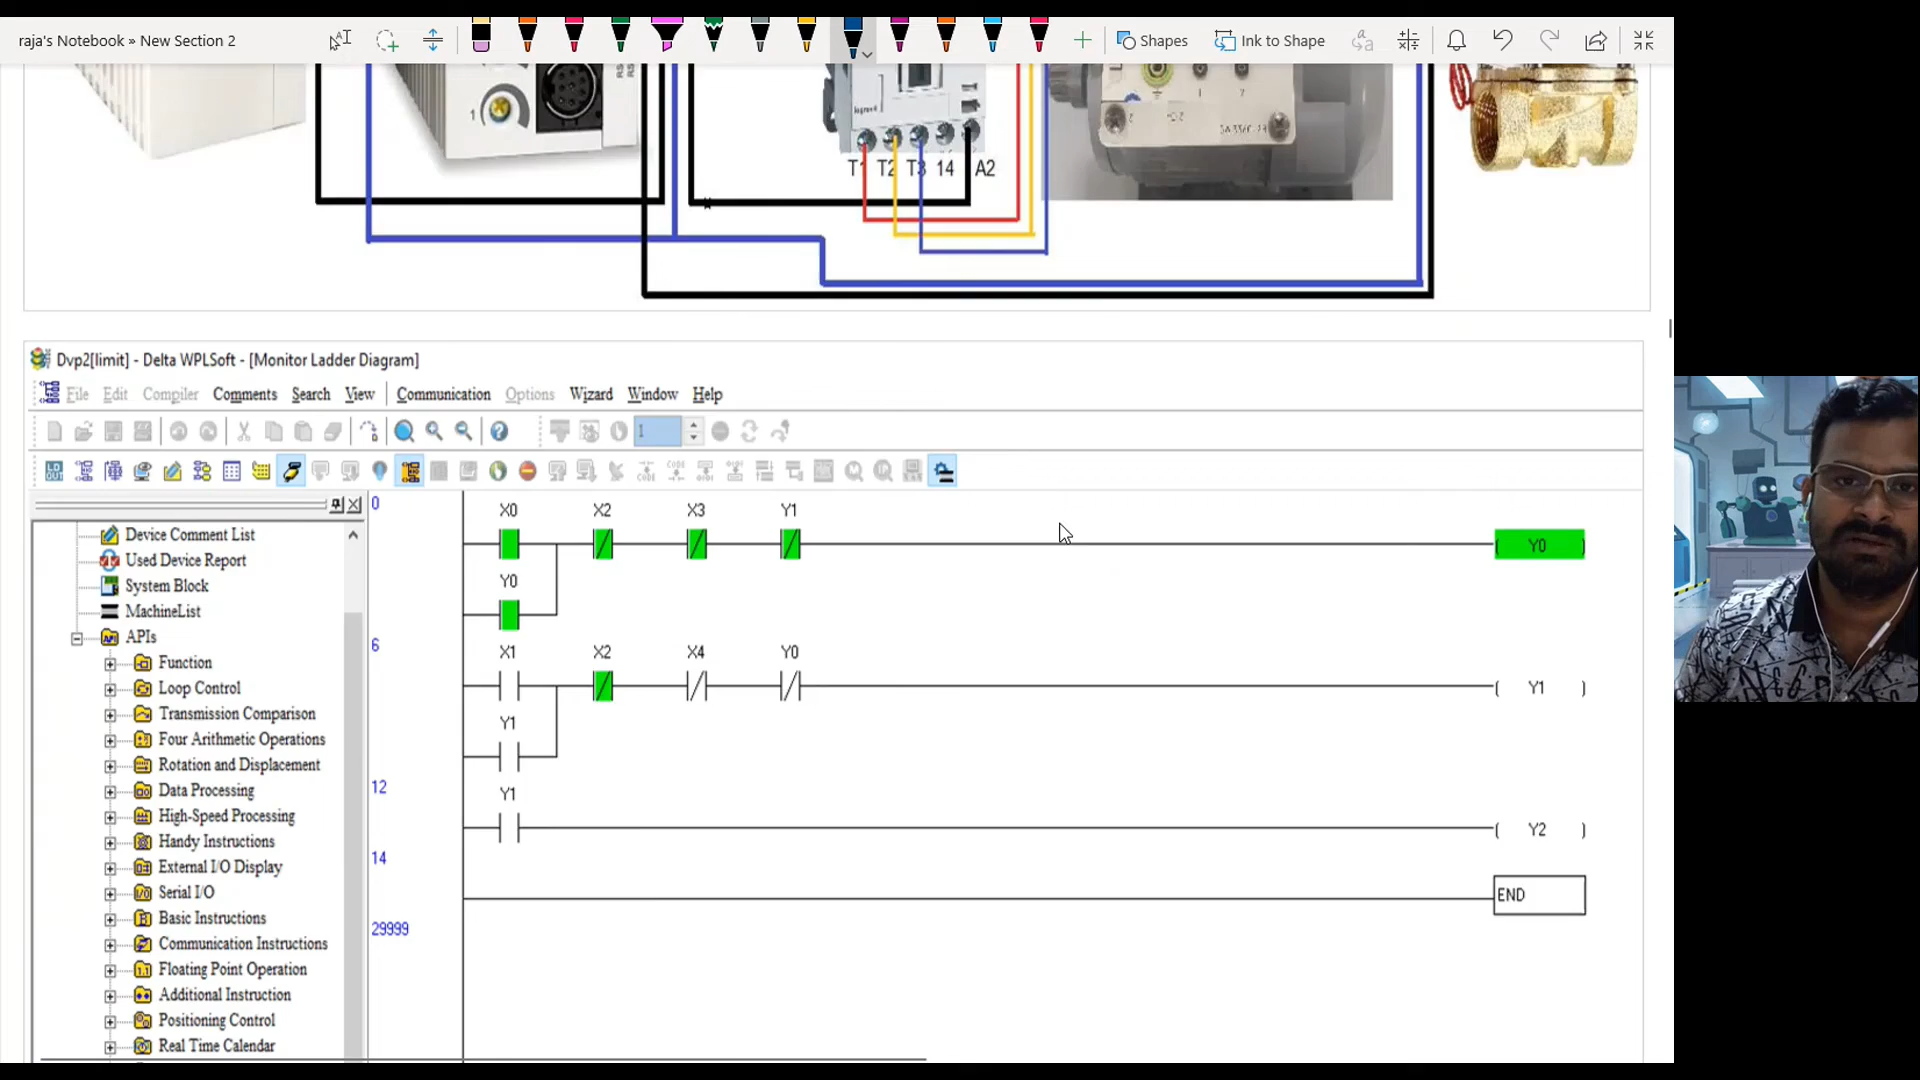 raja's Notebook » New Section 2
Shapes
Ink to Shape
1
T1 T2 T3 14 A2
Dvp2[limit] - Delta WPLSoft - [Monitor Ladder Diagram]
File Edit Compiler Comments Search View Communication Options Wizard Window Help
1
Device Comment List
Used Device Report
System Block
MachineList
APIs
Function
Loop Control
Transmission Comparison
Four Arithmetic Operations
Rotation and Displacement
Data Processing
High-Speed Processing
Handy Instructions
External I/O Display
Serial I/O
Basic Instructions
Communication Instructions
Floating Point Operation
Additional Instruction
Positioning Control
Real Time Calendar
0
X0 X2 X3 Y1
Y0
Y0
6
X1 X2 X4 Y0
Y1
Y1
12
Y1
Y2
14
END
29999